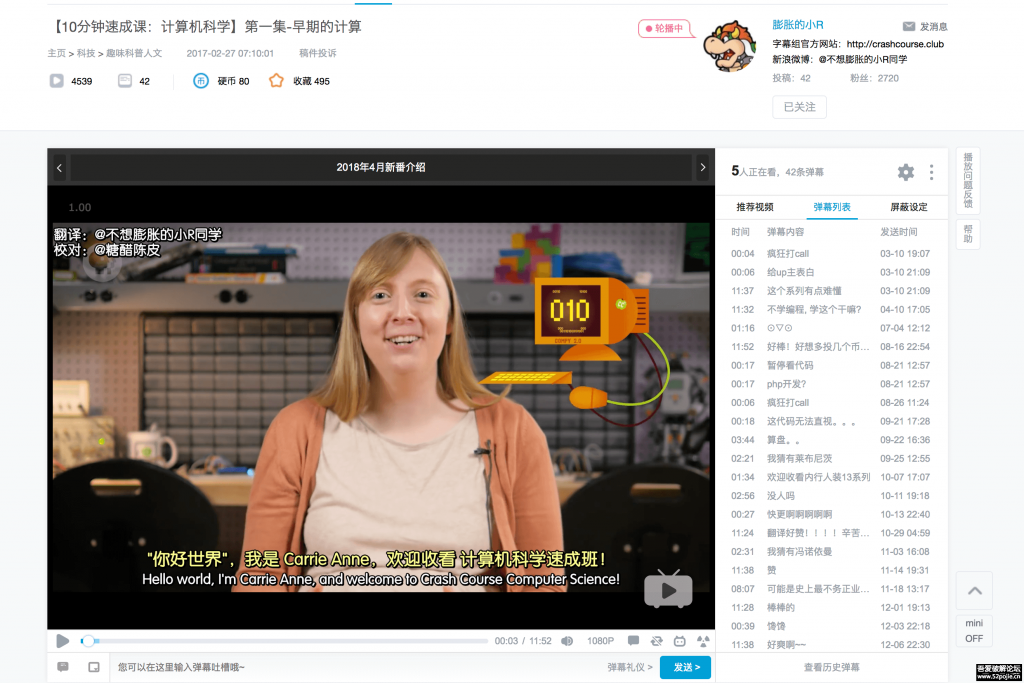 【10分钟速成课：计算机科学】第一集-早期的计算
主页 > 科技 > 趣味科普人文 2017-02-27 07:10:01 稿件投诉
4539 42 硬币 80 收藏 495
轮播中
膨胀的小R 发消息
字幕组官方网站：http://crashcourse.club
新浪微博：@不想膨胀的小R同学
投稿：42 粉丝：2720
已关注
2018年4月新番介绍
1.00
翻译：@不想膨胀的小R同学
校对：@糖醋陈皮
010
COMPY 2.0
"你好世界"，我是 Carrie Anne，欢迎收看 计算机科学速成班！
Hello world, I'm Carrie Anne, and welcome to Crash Course Computer Science!
00:03 / 11:52 1080P
您可以在这里输入弹幕吐槽哦~ 弹幕礼仪 > 发送 >
5人正在看，42条弹幕
推荐视频 弹幕列表 屏蔽设定
时间 弹幕内容 发送时间
00:04 疯狂打call 03-10 19:07
00:06 给up主表白 03-10 21:09
11:37 这个系列有点难懂 03-10 21:09
11:32 不学编程, 学这个干嘛? 04-10 17:05
01:16 ⊙▽⊙ 07-04 12:12
11:52 好棒！好想多投几个币... 08-16 22:54
00:17 暂停看代码 08-21 12:57
00:17 php开发? 08-21 12:57
00:06 疯狂打call 08-26 11:24
00:18 这代码无法直视。。。 09-21 17:28
03:44 算盘。。 09-22 16:36
02:21 我猜有莱布尼茨 09-25 12:55
01:34 欢迎收看内行人装13系列 10-07 17:07
02:56 没人吗 10-11 19:18
00:27 快更啊啊啊啊啊 10-13 22:40
11:24 翻译好赞！！！！辛苦... 10-29 04:59
02:31 我猜有冯诺依曼 11-03 16:08
11:38 赞 11-14 19:31
08:07 可能是史上最不务正业... 11-18 13:17
11:28 棒棒的 12-01 19:13
00:39 馋馋 12-03 22:18
11:38 好爽啊~~ 12-06 22:30
查看历史弹幕
播放问题反馈
帮助
mini
OFF
吾爱破解论坛
www.52pojie.cn